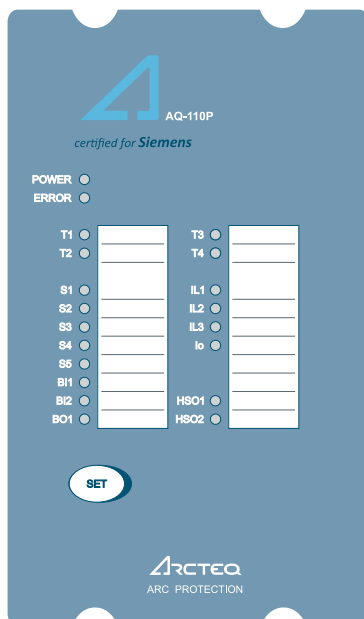 AQ-110P
certified for Siemens
POWER
ERROR
T1
T2
S1
S2
S3
S4
S5
BI1
BI2
BO1
T3
T4
IL1
IL2
IL3
Io
HSO1
HSO2
SET
ARCTEQ
ARC PROTECTION